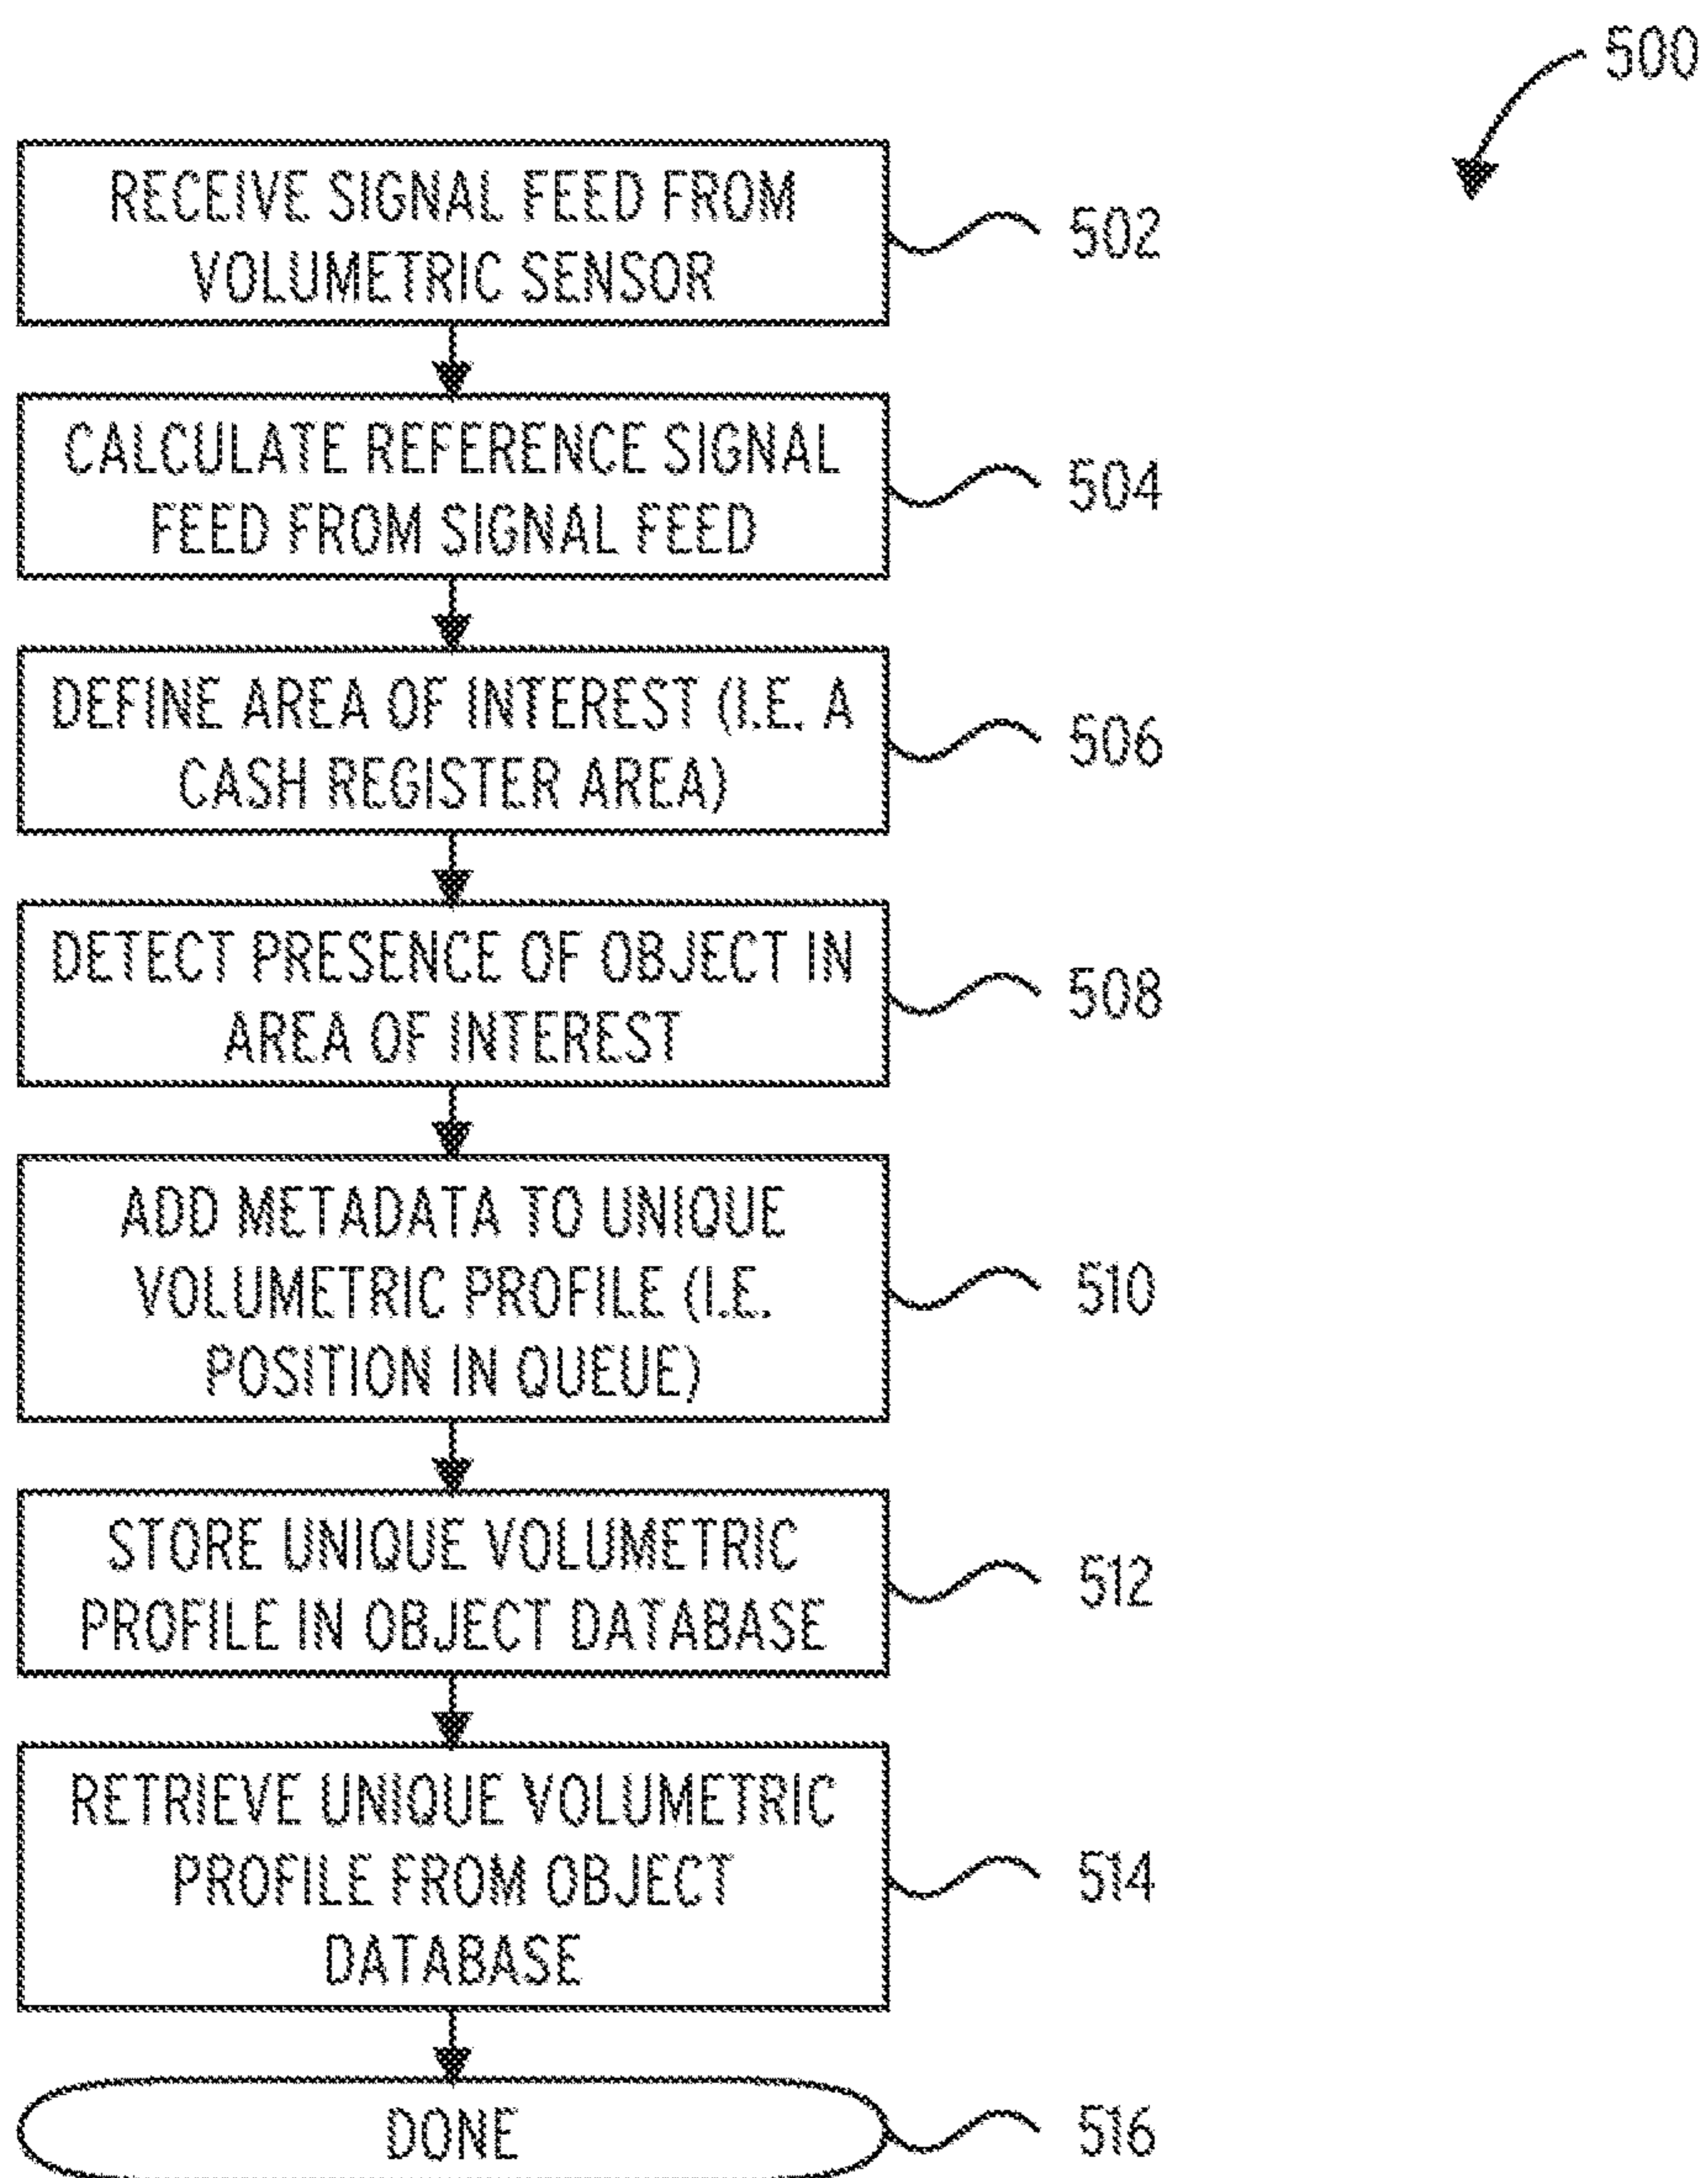 500
RECEIVE SIGNAL FEED FROM
VOLUMETRIC SENSOR
502
CALCULATE REFERENCE SIGNAL
FEED FROM SIGNAL FEED
504
DEFINE AREA OF INTEREST (I.E. A
CASH REGISTER AREA)
506
DETECT PRESENCE OF OBJECT IN
AREA OF INTEREST
508
ADD METADATA TO UNIQUE
VOLUMETRIC PROFILE (I.E.
POSITION IN QUEUE)
510
STORE UNIQUE VOLUMETRIC
PROFILE IN OBJECT DATABASE
512
RETRIEVE UNIQUE VOLUMETRIC
PROFILE FROM OBJECT
DATABASE
514
DONE
516